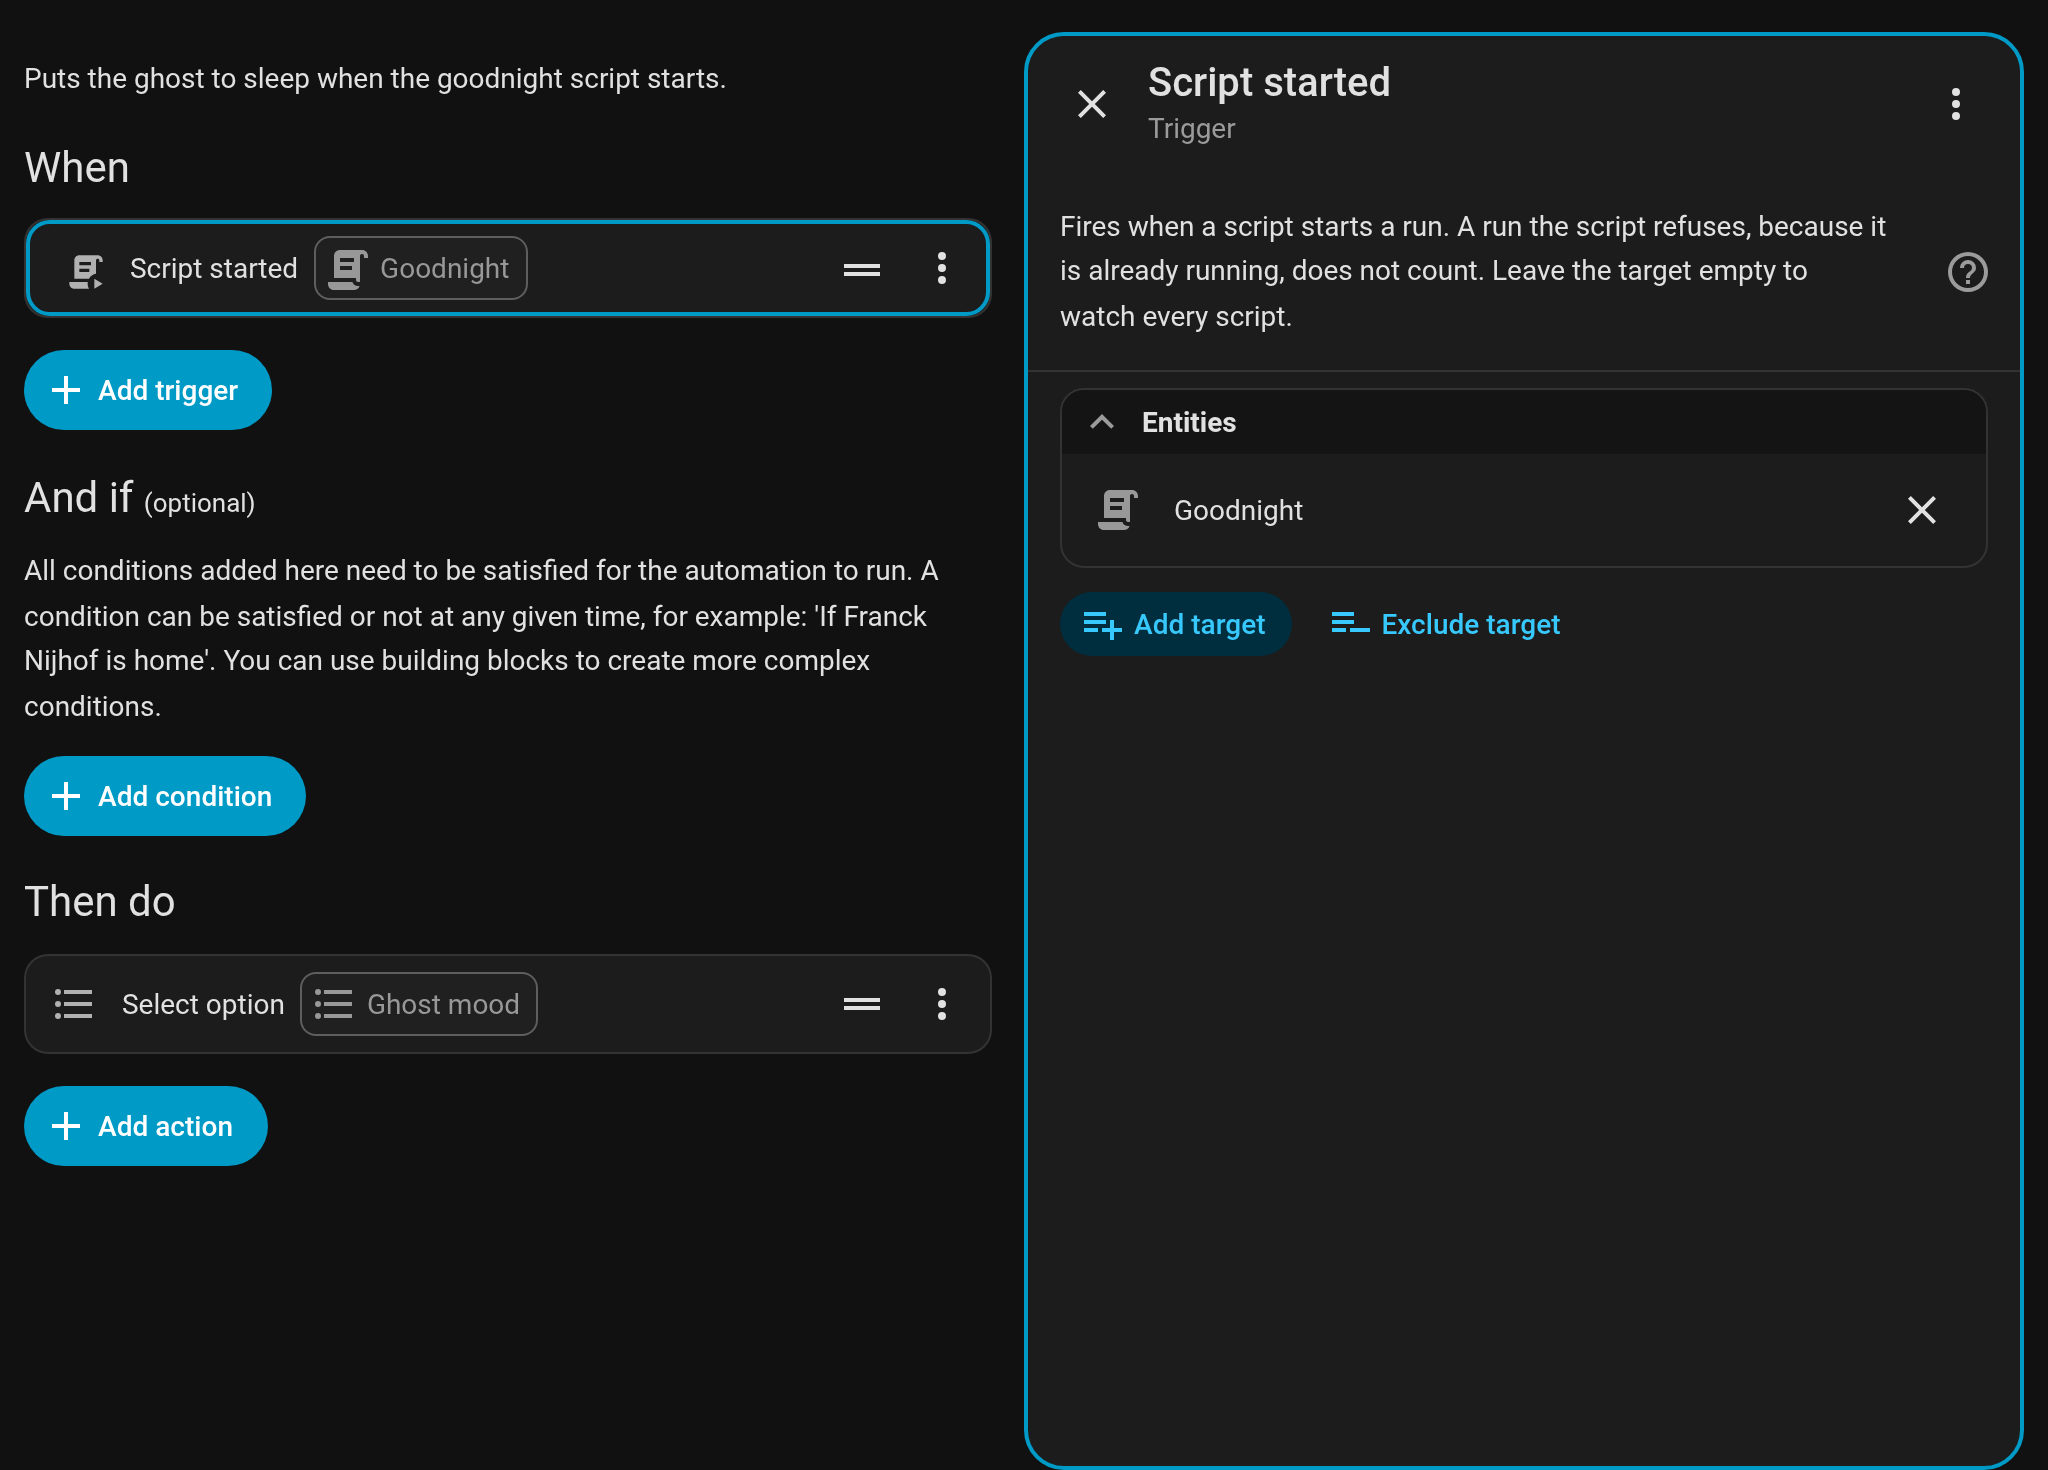 Puts the ghost to sleep when the goodnight script starts.
When
Script started Goodnight
Add trigger
And if (optional)
All conditions added here need to be satisfied for the automation to run. A
condition can be satisfied or not at any given time, for example: 'If Franck
Nijhof is home'. You can use building blocks to create more complex
conditions.
Add condition
Then do
Select option Ghost mood
Add action
Script started
Trigger
Fires when a script starts a run. A run the script refuses, because it
is already running, does not count. Leave the target empty to
watch every script.
Entities
Goodnight
Add target Exclude target